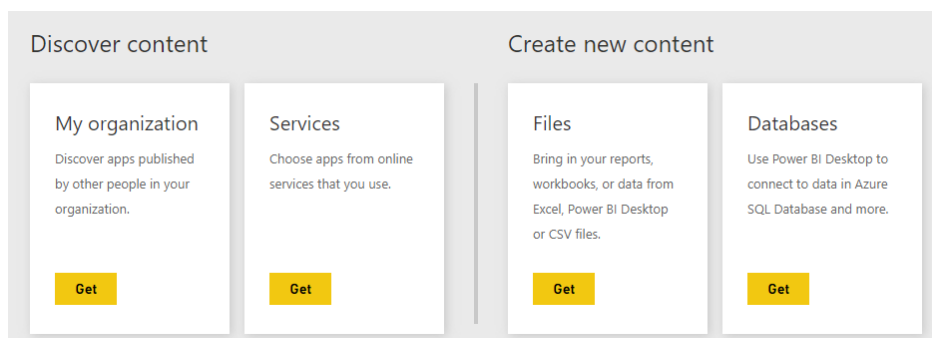 Discover content
My organization
Discover apps published
by other people in your
organization.
Get
Services
Choose apps from online
services that you use.
Get
Create new content
Files
Bring in your reports,
workbooks, or data from
Excel, Power BI Desktop
or CSV files.
Get
Databases
Use Power BI Desktop to
connect to data in Azure
SQL Database and more.
Get